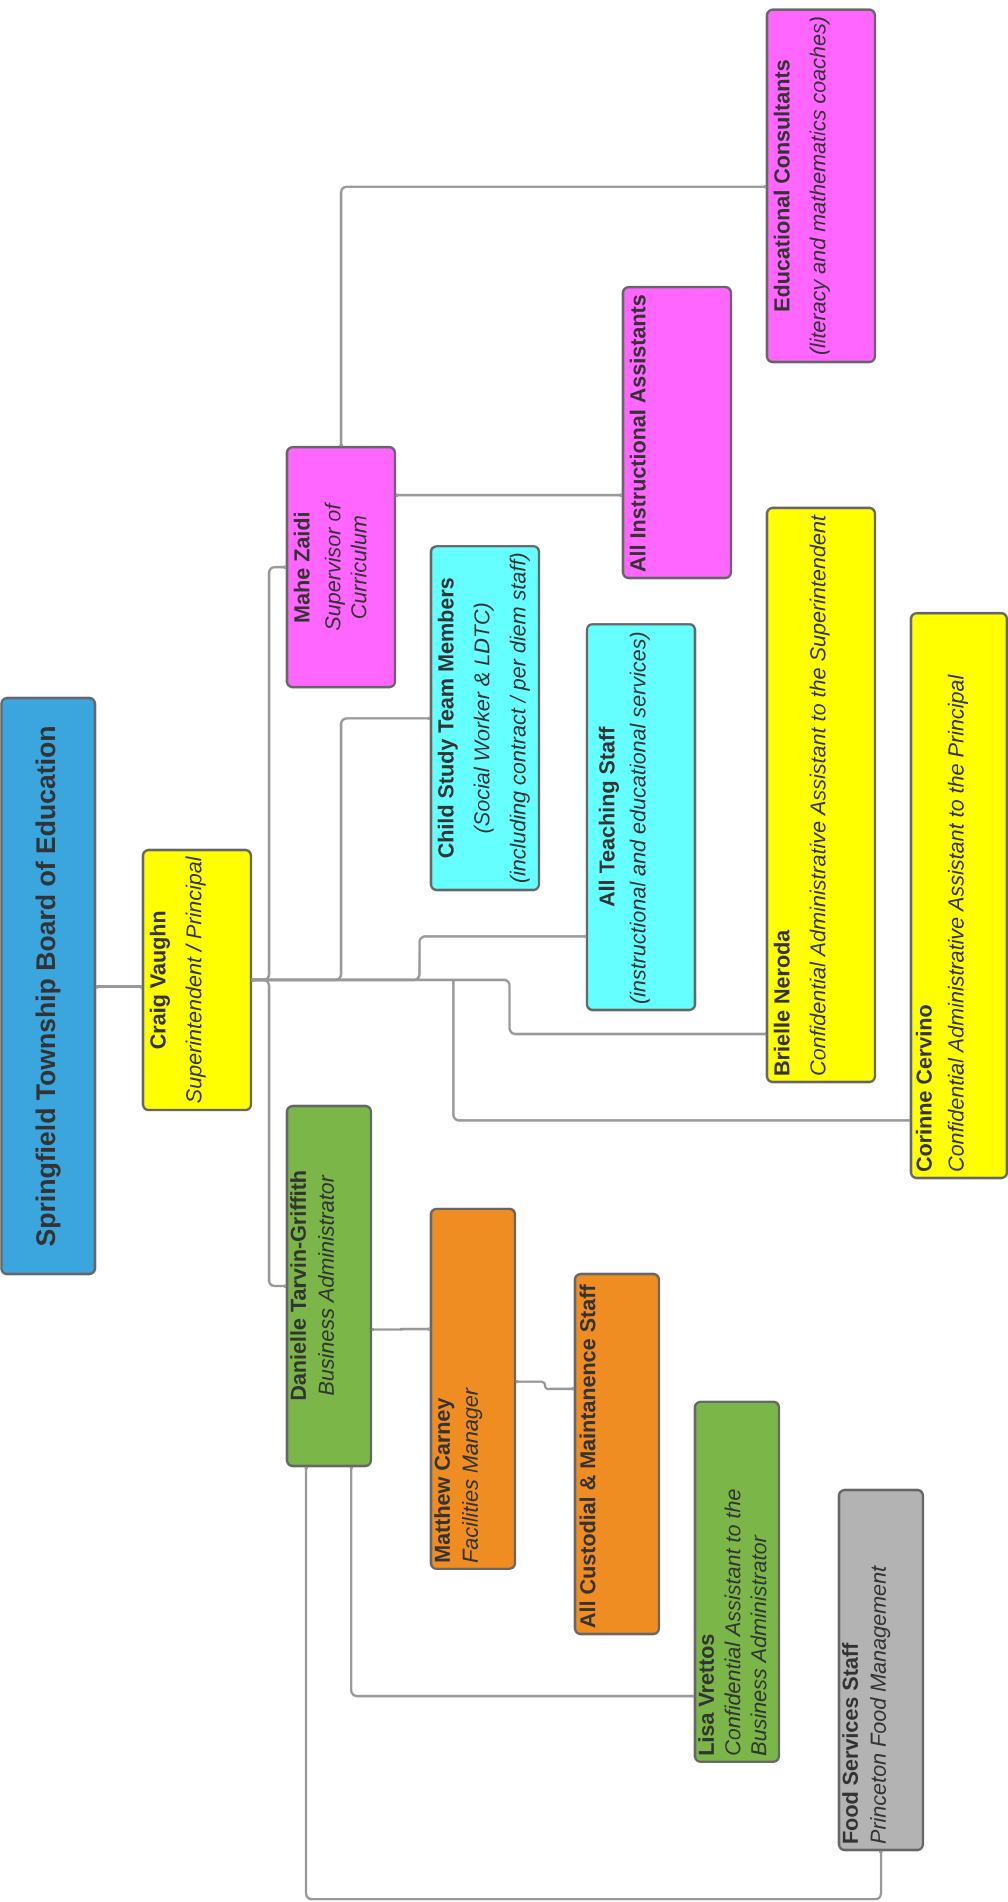 Springfield Township Board of Education
Craig Vaughn
Superintendent / Principal
Danielle Tarvin-Griffith
Business Administrator
Mahe Zaidi
Supervisor of
Curriculum
Matthew Carney
Facilities Manager
Child Study Team Members
(Social Worker & LDTC)
(including contract / per diem staff)
All Custodial & Maintanence Staff
All Teaching Staff
(instructional and educational services)
All Instructional Assistants
Lisa Vrettos
Confidential Assistant to the
Business Administrator
Brielle Neroda
Confidential Administrative Assistant to the Superintendent
Educational Consultants
(literacy and mathematics coaches)
Food Services Staff
Princeton Food Management
Corinne Cervino
Confidential Administrative Assistant to the Principal